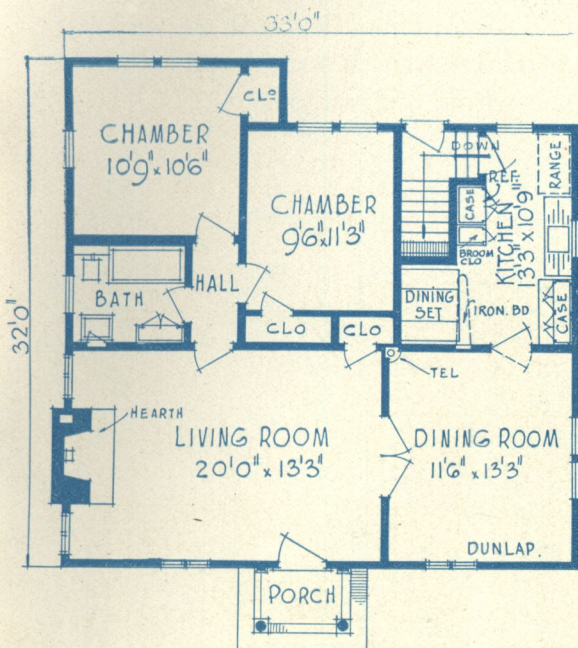 33'0"
32'0"
CLO
CHAMBER
10'9" x 10'6"
CHAMBER
9'6" x 11'3"
DOWN
RANGE
REF.
CASE
BROOM
CLO
KITCHEN
13'3" x 10'9"
HALL
BATH
CLO
CLO
DINING
SET
IRON. BD
CASE
TEL
HEARTH
LIVING ROOM
20'0" x 13'3"
DINING ROOM
11'6" x 13'3"
DUNLAP.
PORCH